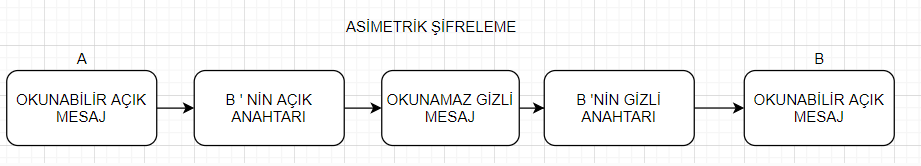 ASİMETRİK ŞİFRELEME
A
OKUNABİLİR AÇIK
MESAJ
B ' NİN AÇIK
ANAHTARI
OKUNAMAZ GİZLİ
MESAJ
B 'NİN GİZLİ
ANAHTARI
B
OKUNABİLİR AÇIK
MESAJ